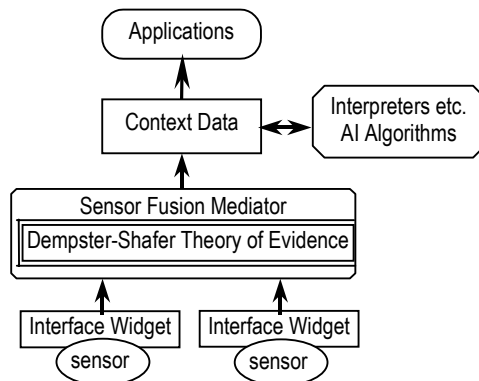 Applications
Context Data
Interpreters etc.
AI Algorithms
Sensor Fusion Mediator
Dempster-Shafer Theory of Evidence
Interface Widget
Interface Widget
sensor
sensor